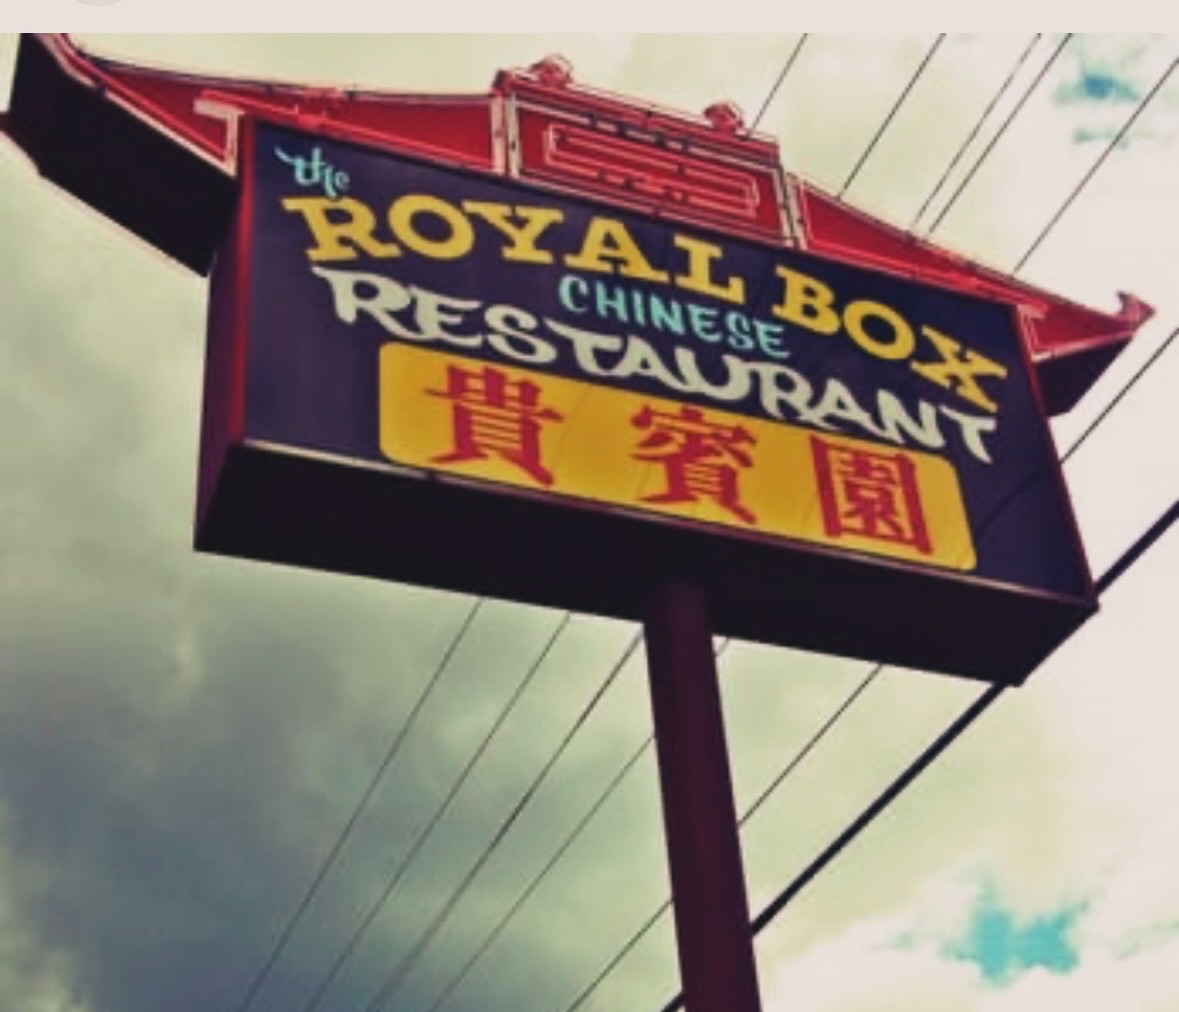 the
ROYAL BOX
CHINESE
RESTAURANT
貴賓園